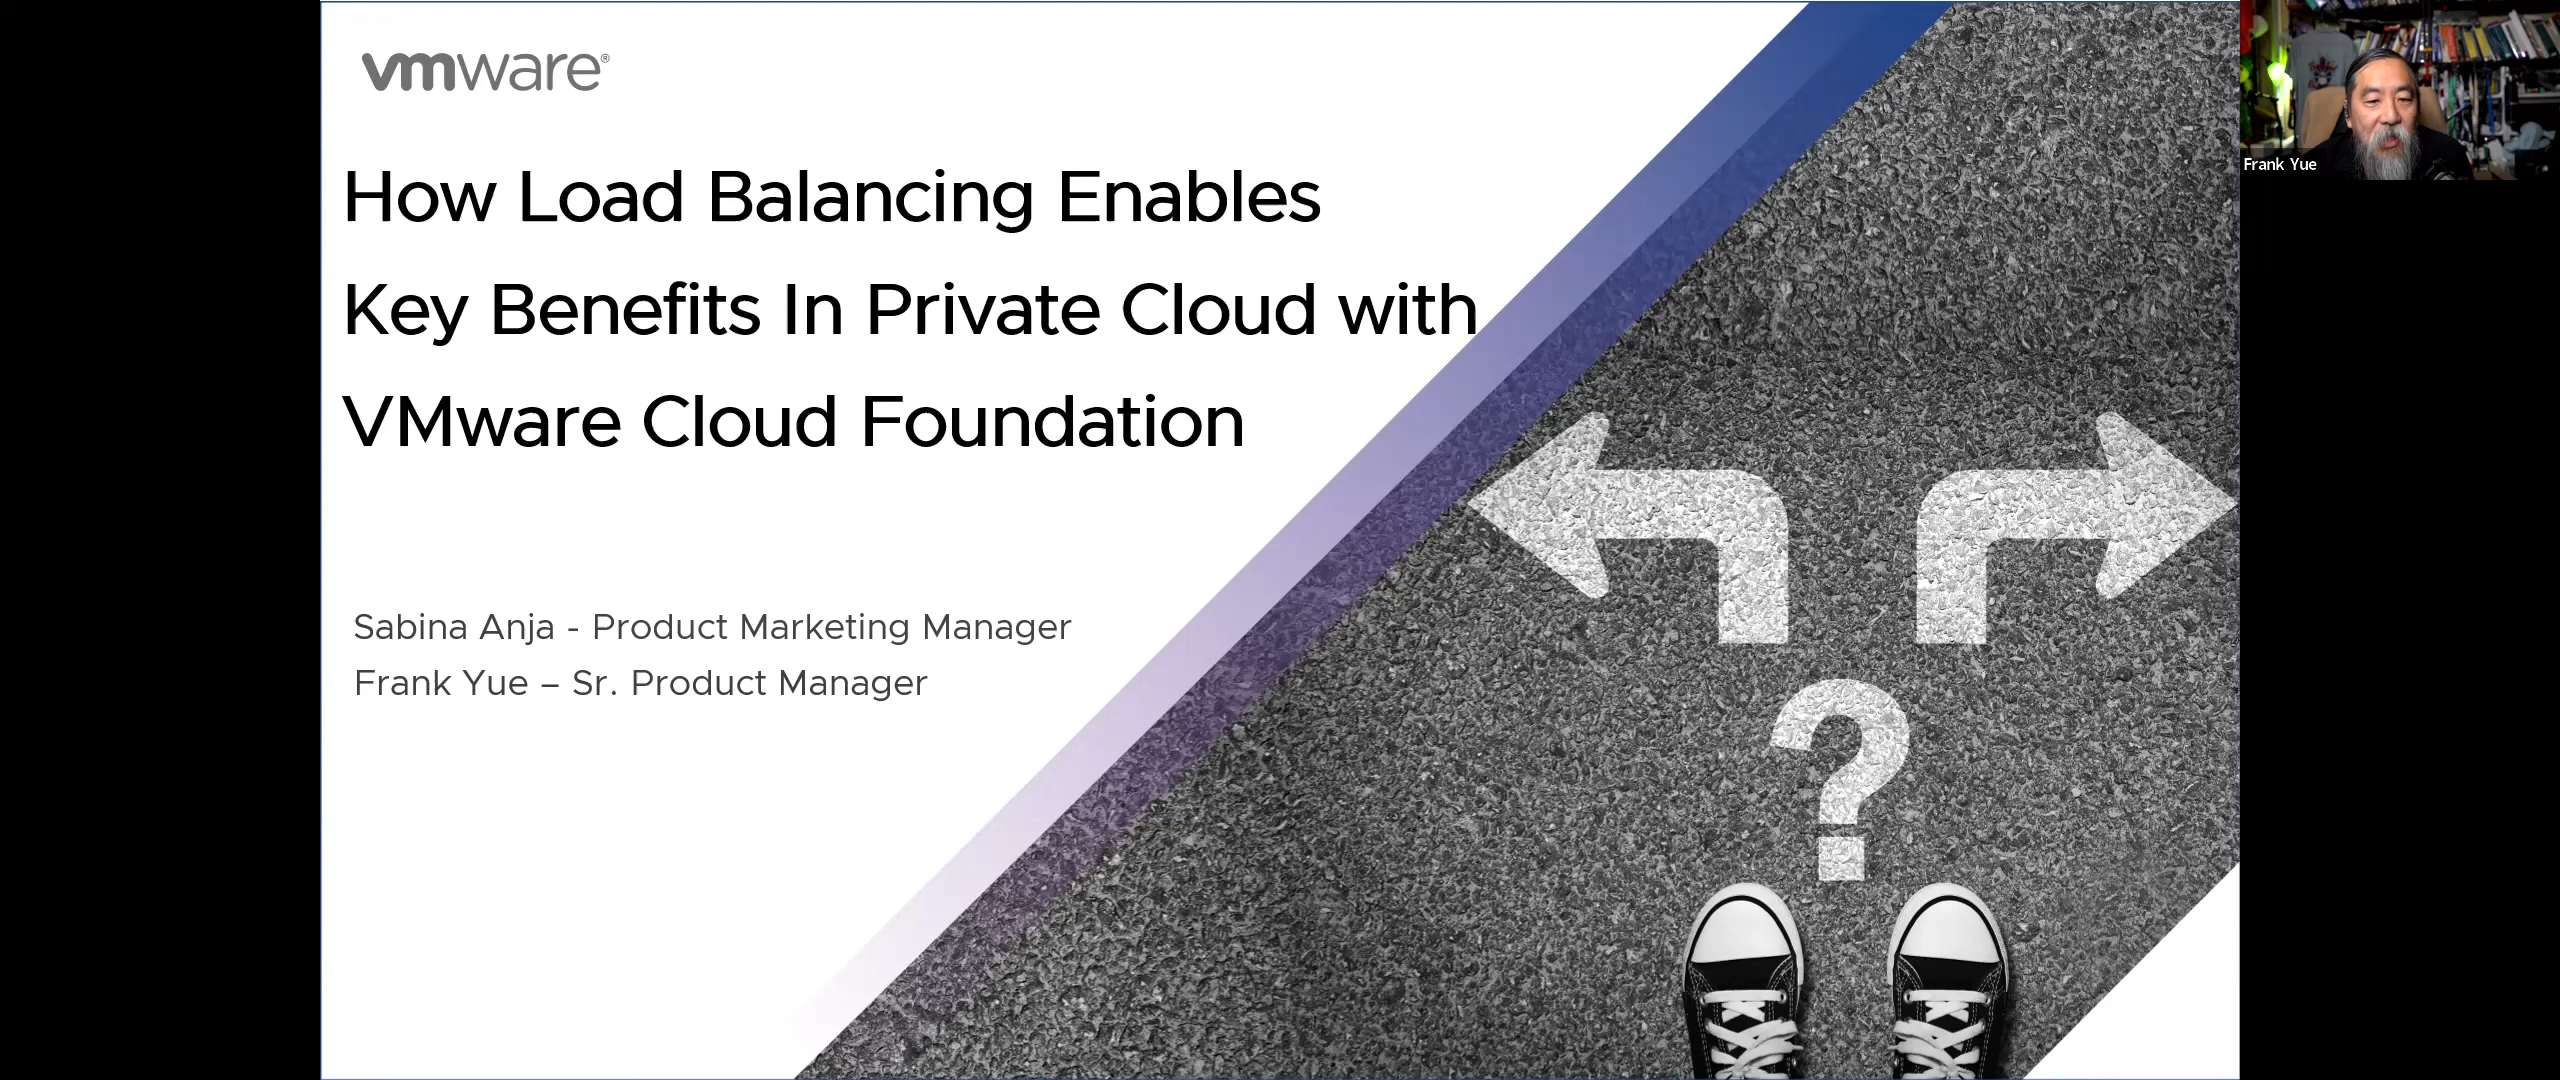 vmware®
How Load Balancing Enables
Key Benefits In Private Cloud with
VMware Cloud Foundation
Sabina Anja - Product Marketing Manager
Frank Yue – Sr. Product Manager
?
Frank Yue